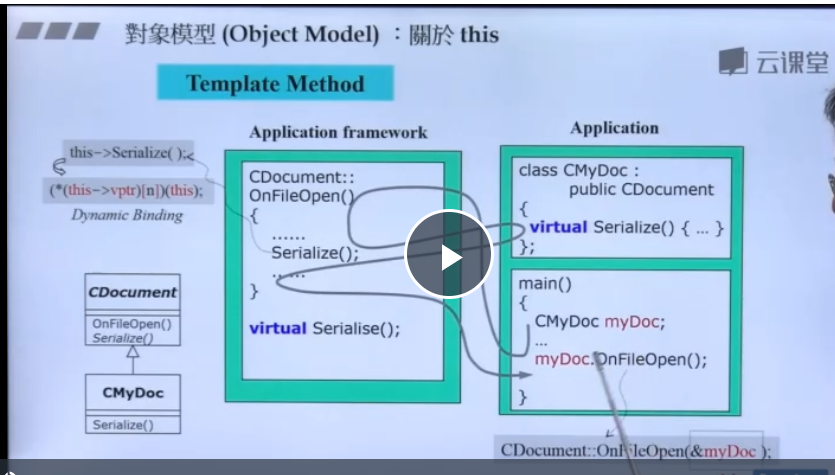 對象模型 (Object Model) ：關於 this
云课堂
Template Method
Application framework
Application
this->Serialize( );
(*(this->vptr)[n])(this);
Dynamic Binding
CDocument::
OnFileOpen()
{
......
Serialize();
......
}
virtual Serialise();
class CMyDoc :
public CDocument
{
virtual Serialize() { ... }
};
main()
{
CMyDoc myDoc;
...
myDoc.OnFileOpen();
}
CDocument
OnFileOpen()
Serialize()
CMyDoc
Serialize()
CDocument::OnFileOpen(&myDoc );